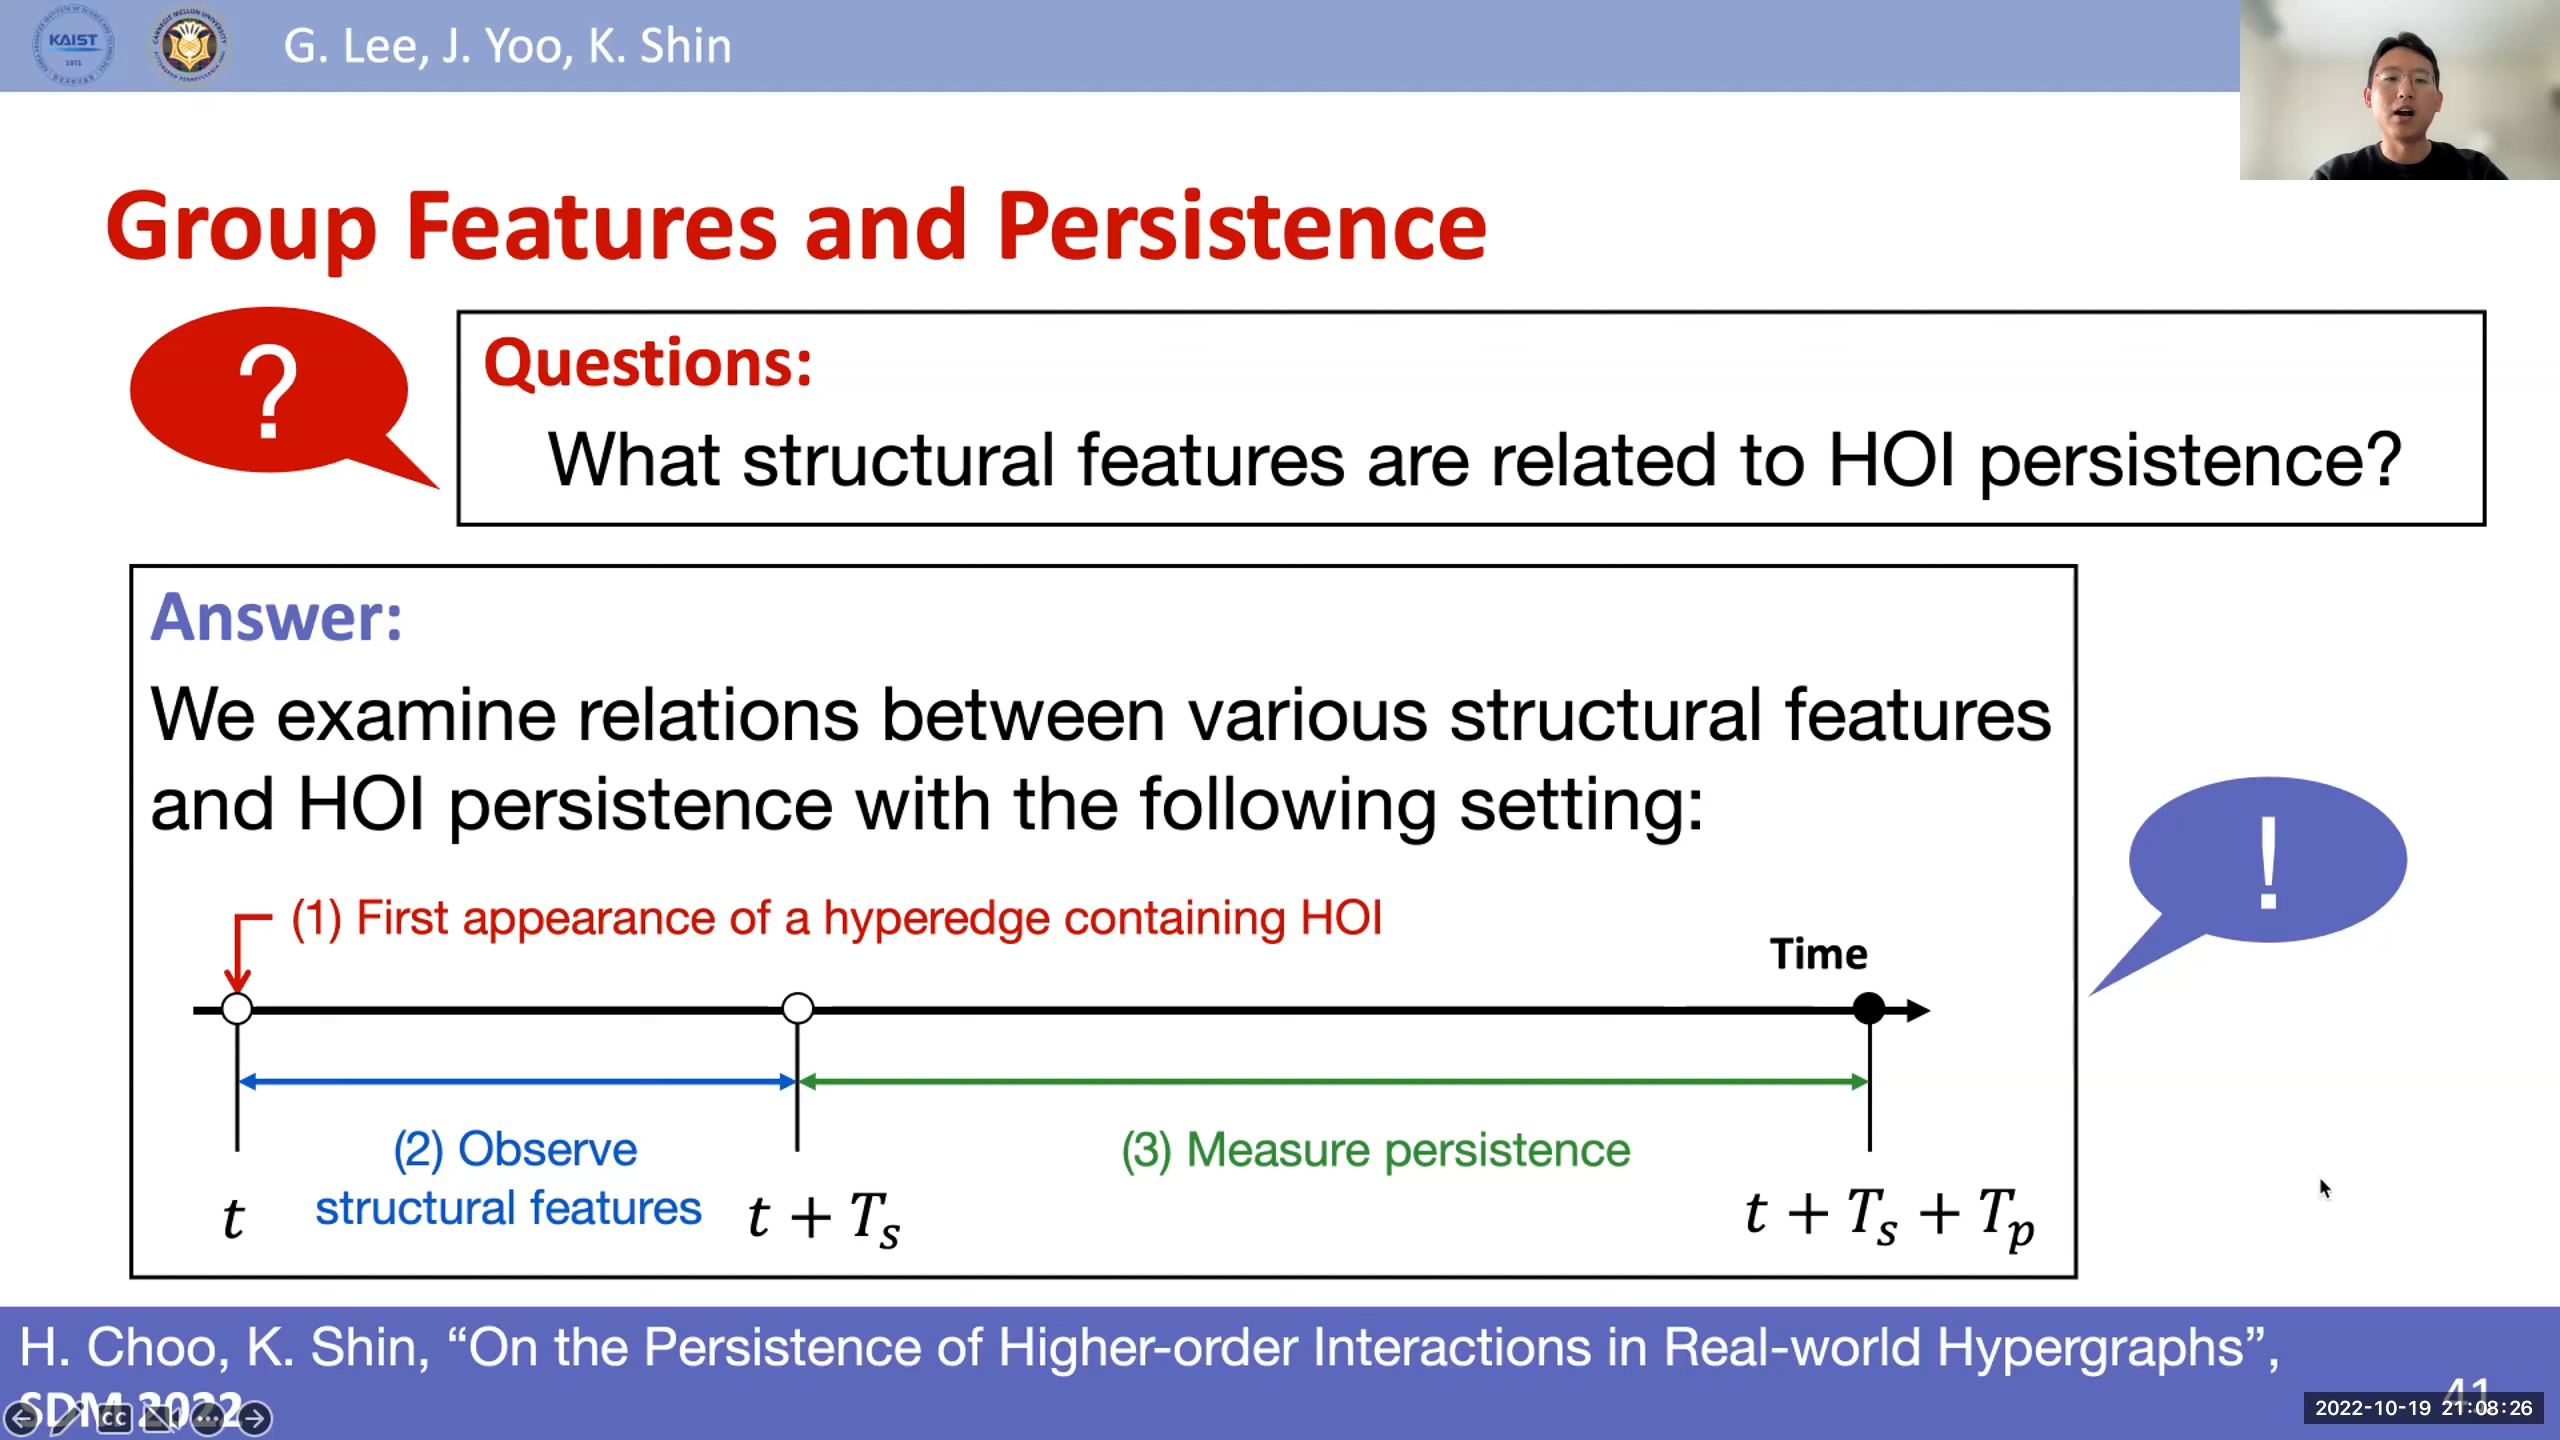 KAIST
1971
G. Lee, J. Yoo, K. Shin
Group Features and Persistence
?
Questions:
What structural features are related to HOI persistence?
Answer:
We examine relations between various structural features
and HOI persistence with the following setting:
!
(1) First appearance of a hyperedge containing HOI
Time
(2) Observe
structural features
(3) Measure persistence
t
t + Tₛ
t + Tₛ + Tₚ
H. Choo, K. Shin, “On the Persistence of Higher-order Interactions in Real-world Hypergraphs”,
SDM 2022
CC
41
2022-10-19 21:08:26